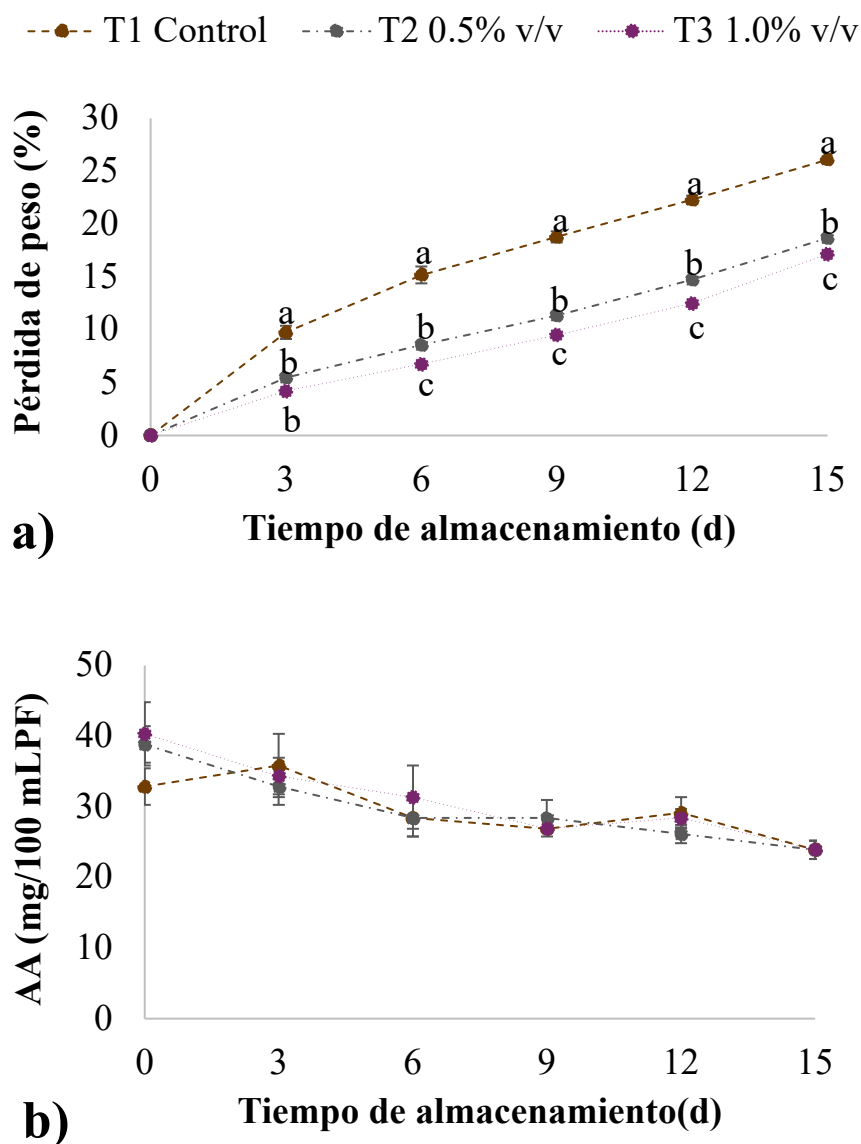 T1 Control T2 0.5% v/v T3 1.0% v/v
Pérdida de peso (%)
30
25
20
15
10
5
0
a
a
a
a
a
b
b
b
b
b
b
c
c
c
c
0 3 6 9 12 15
Tiempo de almacenamiento (d)
a)
AA (mg/100 mLPF)
50
40
30
20
10
0
0 3 6 9 12 15
Tiempo de almacenamiento(d)
b)